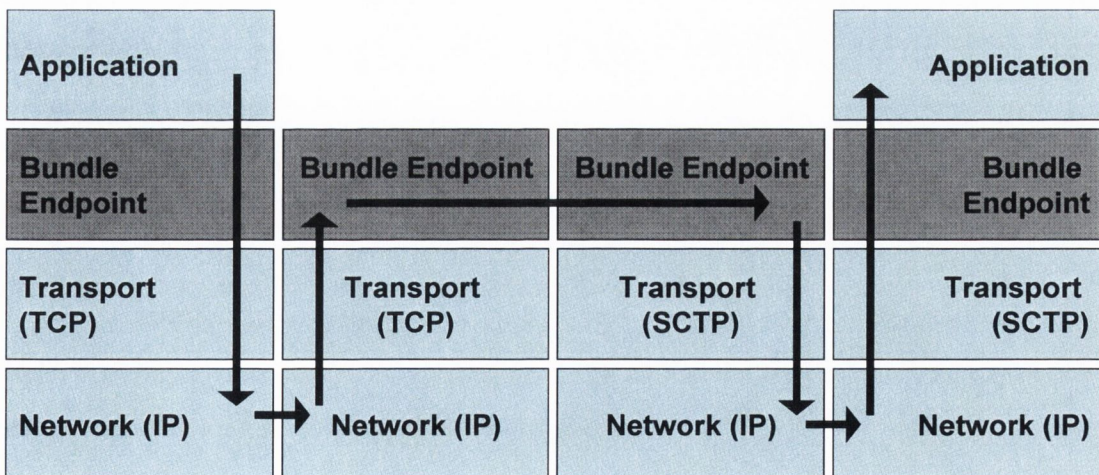 Application
Application
Bundle
Endpoint
Bundle Endpoint
Bundle Endpoint
Bundle
Endpoint
Transport
(TCP)
Transport
(TCP)
Transport
(SCTP)
Transport
(SCTP)
Network (IP)
Network (IP)
Network (IP)
Network (IP)